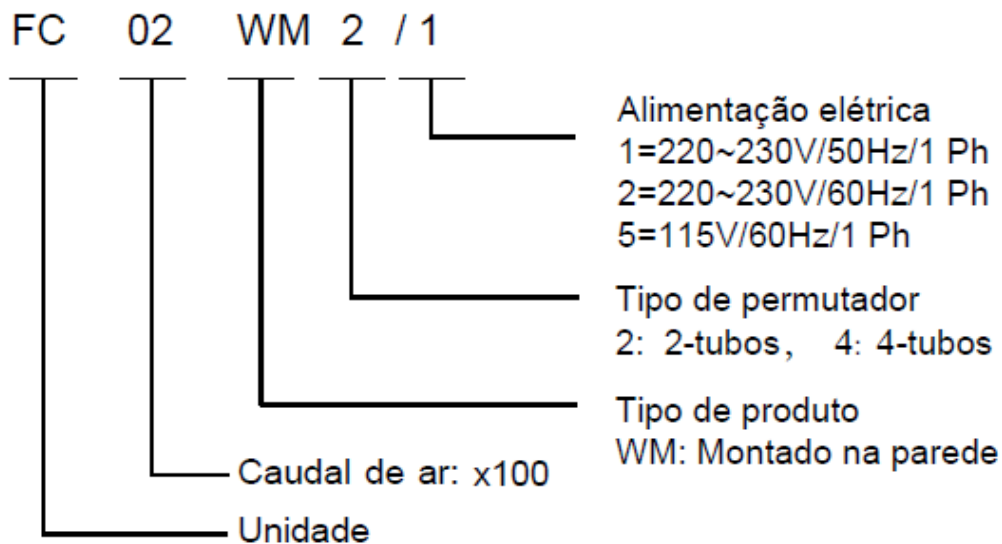 FC 02 WM 2 / 1
Alimentação elétrica
1=220~230V/50Hz/1 Ph
2=220~230V/60Hz/1 Ph
5=115V/60Hz/1 Ph
Tipo de permutador
2: 2-tubos, 4: 4-tubos
Tipo de produto
WM: Montado na parede
Caudal de ar: x100
Unidade